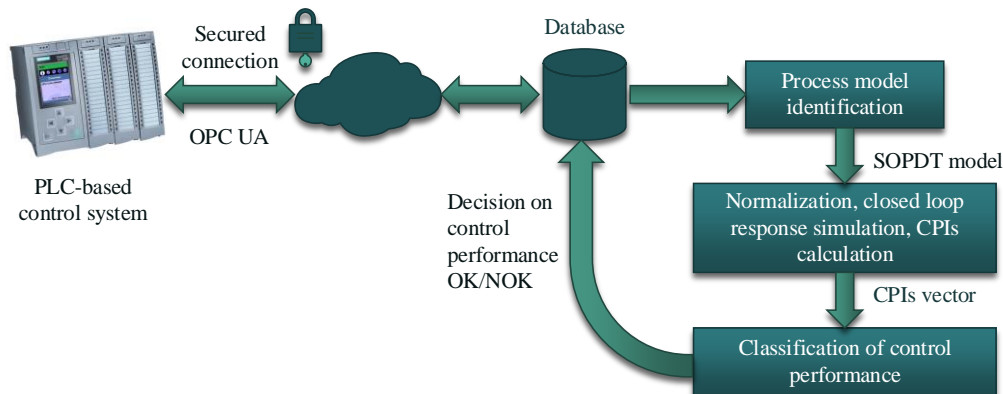 Secured
connection
OPC UA
PLC-based
control system
Database
Process model
identification
SOPDT model
Normalization, closed loop
response simulation, CPIs
calculation
CPIs vector
Classification of control
performance
Decision on
control
performance
OK/NOK